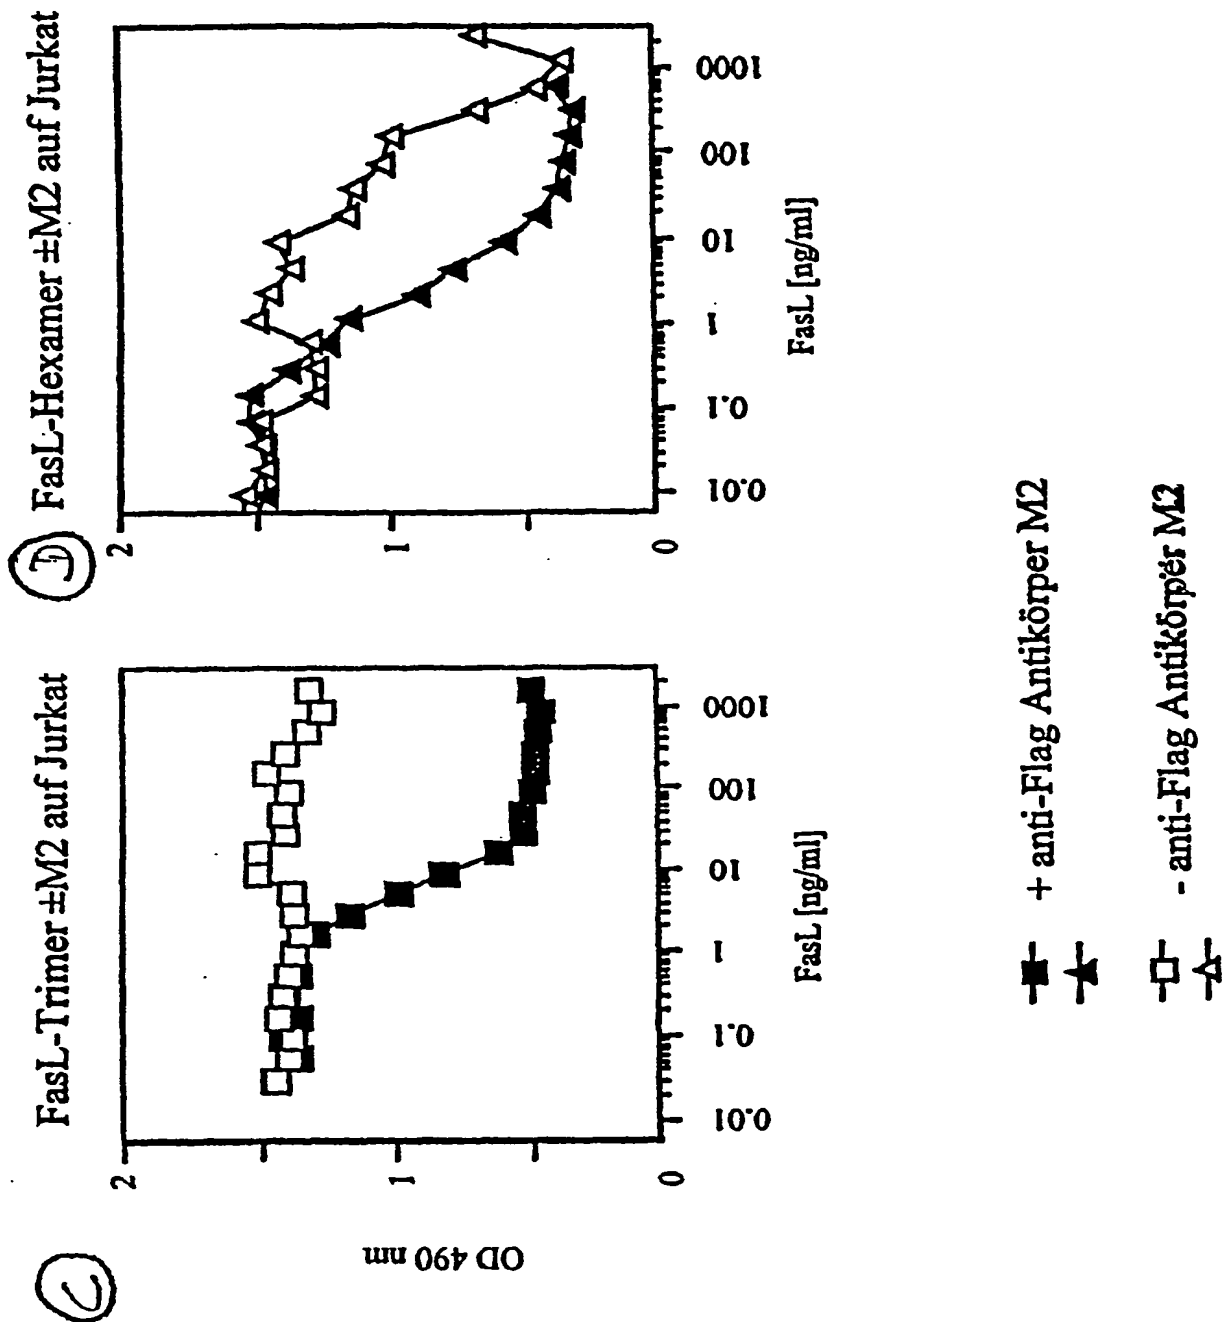 C
FasL-Trimer ±M2 auf Jurkat
OD 490 nm
2
1
0
0.01
0.1
1
10
100
1000
FasL [ng/ml]
D
FasL-Hexamer ±M2 auf Jurkat
2
1
0
0.01
0.1
1
10
100
1000
FasL [ng/ml]
+ anti-Flag Antikörper M2
- anti-Flag Antikörper M2